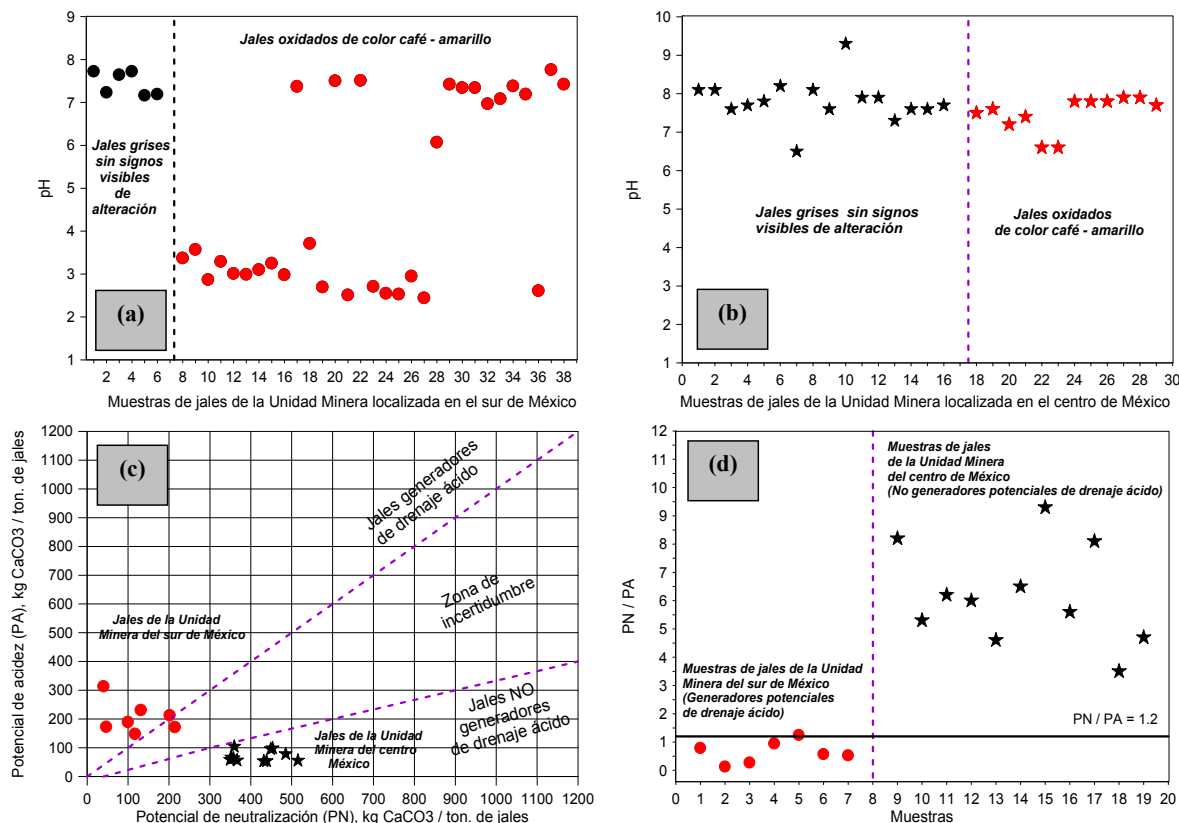 9
8
7
6
5
4
3
2
1
pH
Jales oxidados de color café - amarillo
Jales grises
sin signos
visibles
de
alteración
(a)
2 4 6 8 10 12 14 16 18 20 22 24 26 28 30 32 34 36 38
Muestras de jales de la Unidad Minera localizada en el sur de México
10
9
8
7
6
5
4
3
2
1
pH
Jales grises sin signos
visibles de alteración
Jales oxidados
de color café - amarillo
(b)
0 2 4 6 8 10 12 14 16 18 20 22 24 26 28 30
Muestras de jales de la Unidad Minera localizada en el centro de México
1200
1100
1000
900
800
700
600
500
400
300
200
100
0
Potencial de acidez (PA), kg CaCO3 / ton. de jales
(c)
Jales generadores
de drenaje ácido
Zona de
incertidumbre
Jales de la Unidad
Minera del sur de México
Jales NO
generadores
de drenaje ácido
Jales de la Unidad
Minera del centro
México
0 100 200 300 400 500 600 700 800 900 1000 1100 1200
Potencial de neutralización (PN), kg CaCO3 / ton. de jales
12
11
10
9
8
7
6
5
4
3
2
1
0
PN / PA
(d)
Muestras de jales
de la Unidad Minera
del centro de México
(No generadores potenciales de drenaje ácido)
Muestras de jales de la Unidad
Minera del sur de México
(Generadores potenciales
de drenaje ácido)
PN / PA = 1.2
0 1 2 3 4 5 6 7 8 9 10 11 12 13 14 15 16 17 18 19 20
Muestras